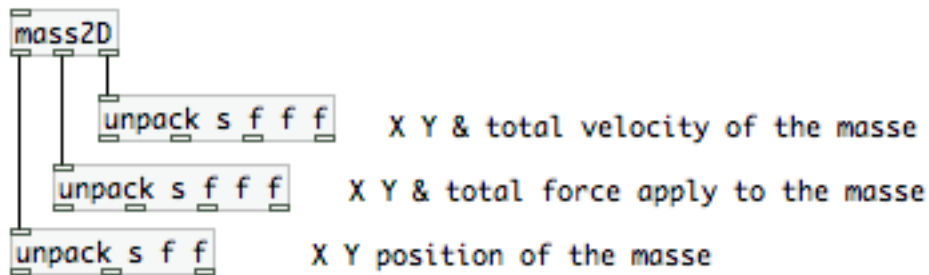 mass2D
unpack s f f f X Y & total velocity of the masse
unpack s f f f X Y & total force apply to the masse
unpack s f f X Y position of the masse